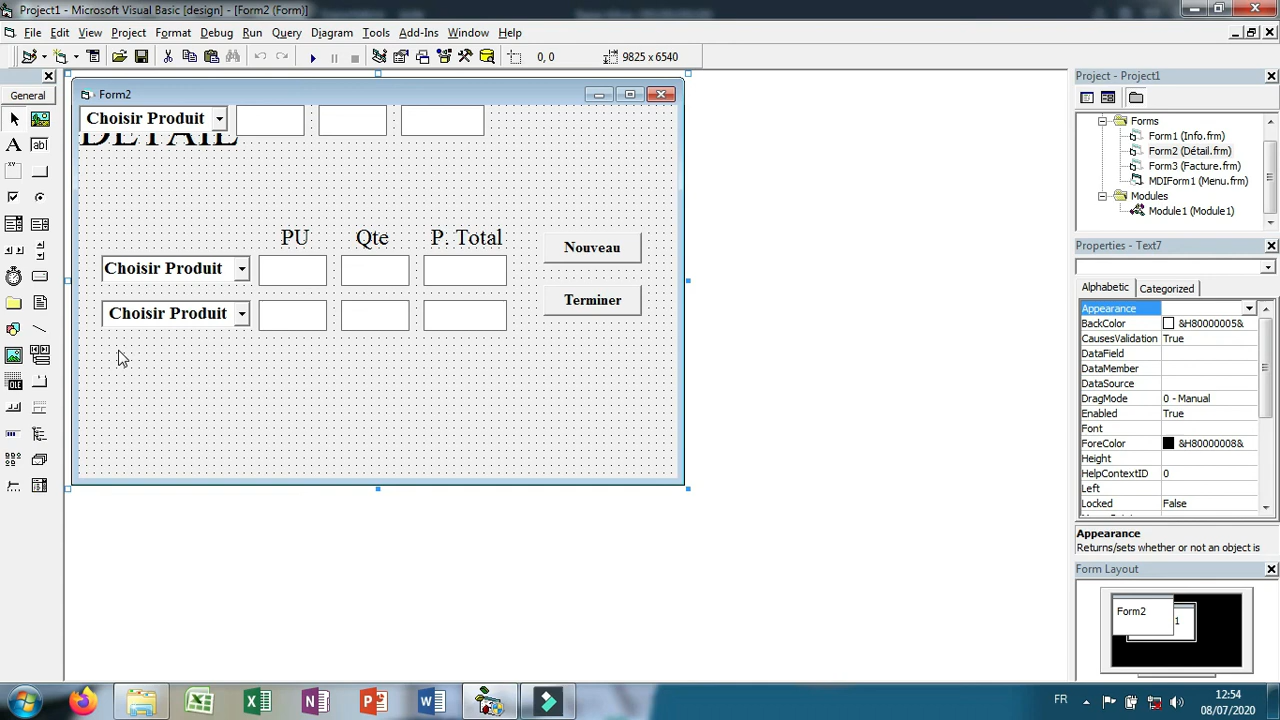 Project1 - Microsoft Visual Basic [design] - [Form2 (Form)]
File Edit View Project Format Debug Run Query Diagram Tools Add-Ins Window Help
0, 0 9825 x 6540
General
Form2
Choisir Produit
DETAIL
PU Qte P. Total
Nouveau
Choisir Produit
Terminer
Choisir Produit
Project - Project1
Forms
Form1 (Info.frm)
Form2 (Détail.frm)
Form3 (Facture.frm)
MDIForm1 (Menu.frm)
Modules
Module1 (Module1)
Properties - Text7
Alphabetic Categorized
Appearance
BackColor &H80000005&
CausesValidation True
DataField
DataMember
DataSource
DragMode 0 - Manual
Enabled True
Font
ForeColor &H80000008&
Height
HelpContextID 0
Left
Locked False
Appearance
Returns/sets whether or not an object is
Form Layout
Form2
1
FR 12:54
08/07/2020